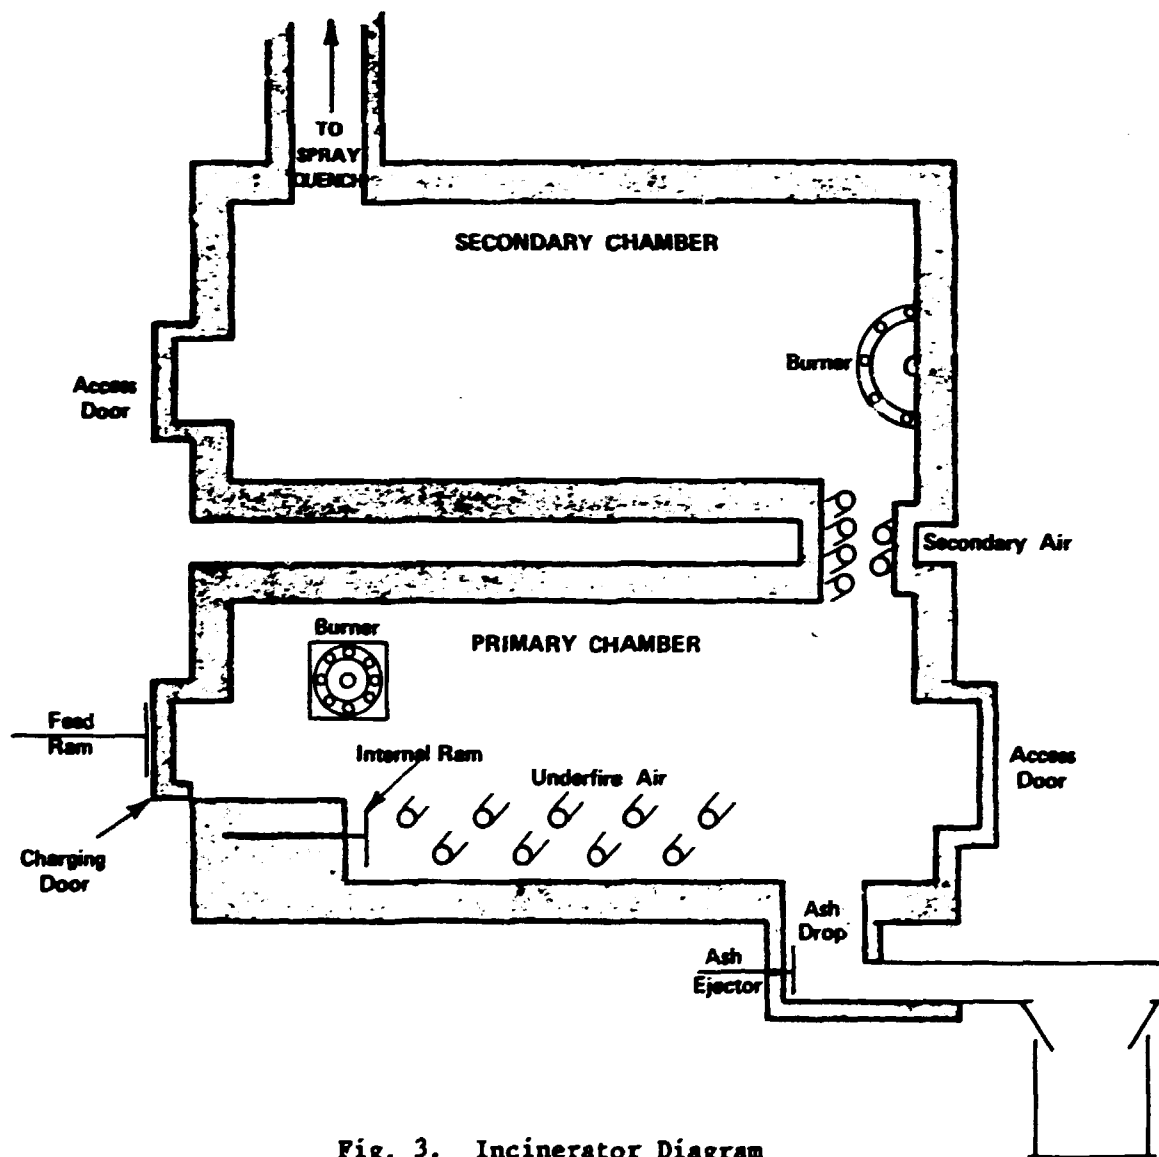 TO
SPRAY
QUENCH
SECONDARY CHAMBER
Burner
Access
Door
Secondary Air
Burner
PRIMARY CHAMBER
Feed
Ram
Internal Ram
Underfire Air
Access
Door
Charging
Door
Ash
Drop
Ash
Ejector
Fig. 3. Incinerator Diagram